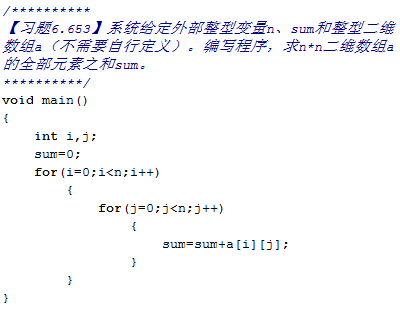 /**********
【习题6.653】系统给定外部整型变量n、sum和整型二维
数组a（不需要自行定义）。编写程序，求n*n二维数组a
的全部元素之和sum。
**********/
void main()
{
    int i,j;
    sum=0;
    for(i=0;i<n;i++)
        {
            for(j=0;j<n;j++)
                {
                    sum=sum+a[i][j];
                }
        }
}